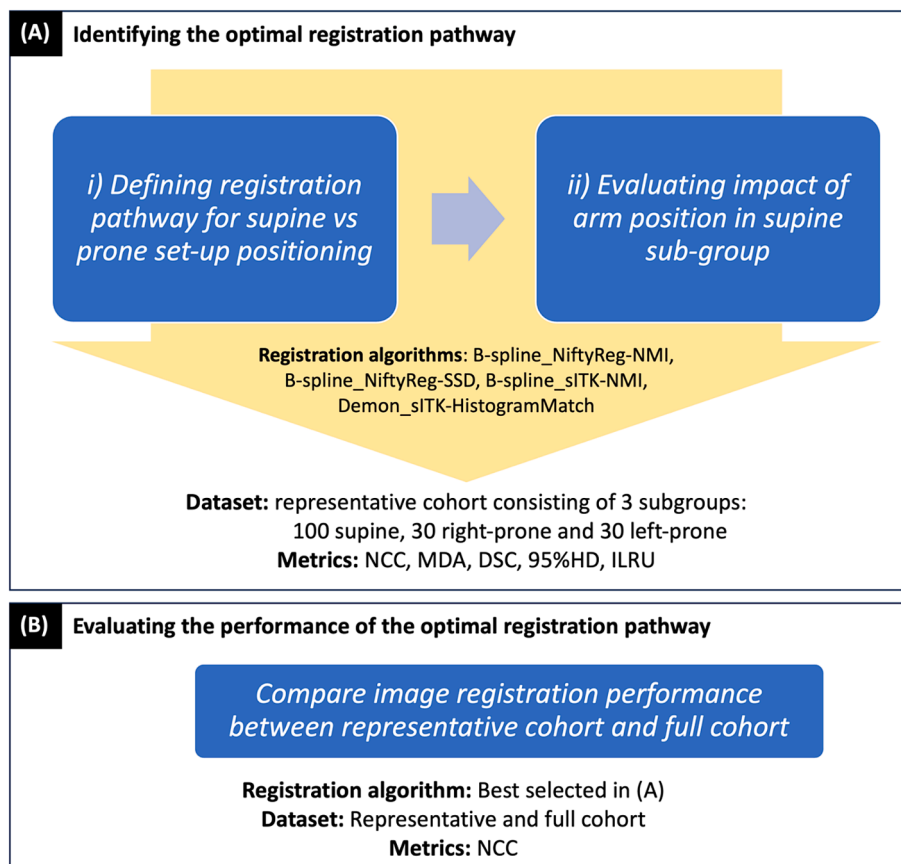 (A) Identifying the optimal registration pathway
i) Defining registration
pathway for supine vs
prone set-up positioning
ii) Evaluating impact of
arm position in supine
sub-group
Registration algorithms: B-spline_NiftyReg-NMI,
B-spline_NiftyReg-SSD, B-spline_sITK-NMI,
Demon_sITK-HistogramMatch
Dataset: representative cohort consisting of 3 subgroups:
100 supine, 30 right-prone and 30 left-prone
Metrics: NCC, MDA, DSC, 95%HD, ILRU
(B) Evaluating the performance of the optimal registration pathway
Compare image registration performance
between representative cohort and full cohort
Registration algorithm: Best selected in (A)
Dataset: Representative and full cohort
Metrics: NCC